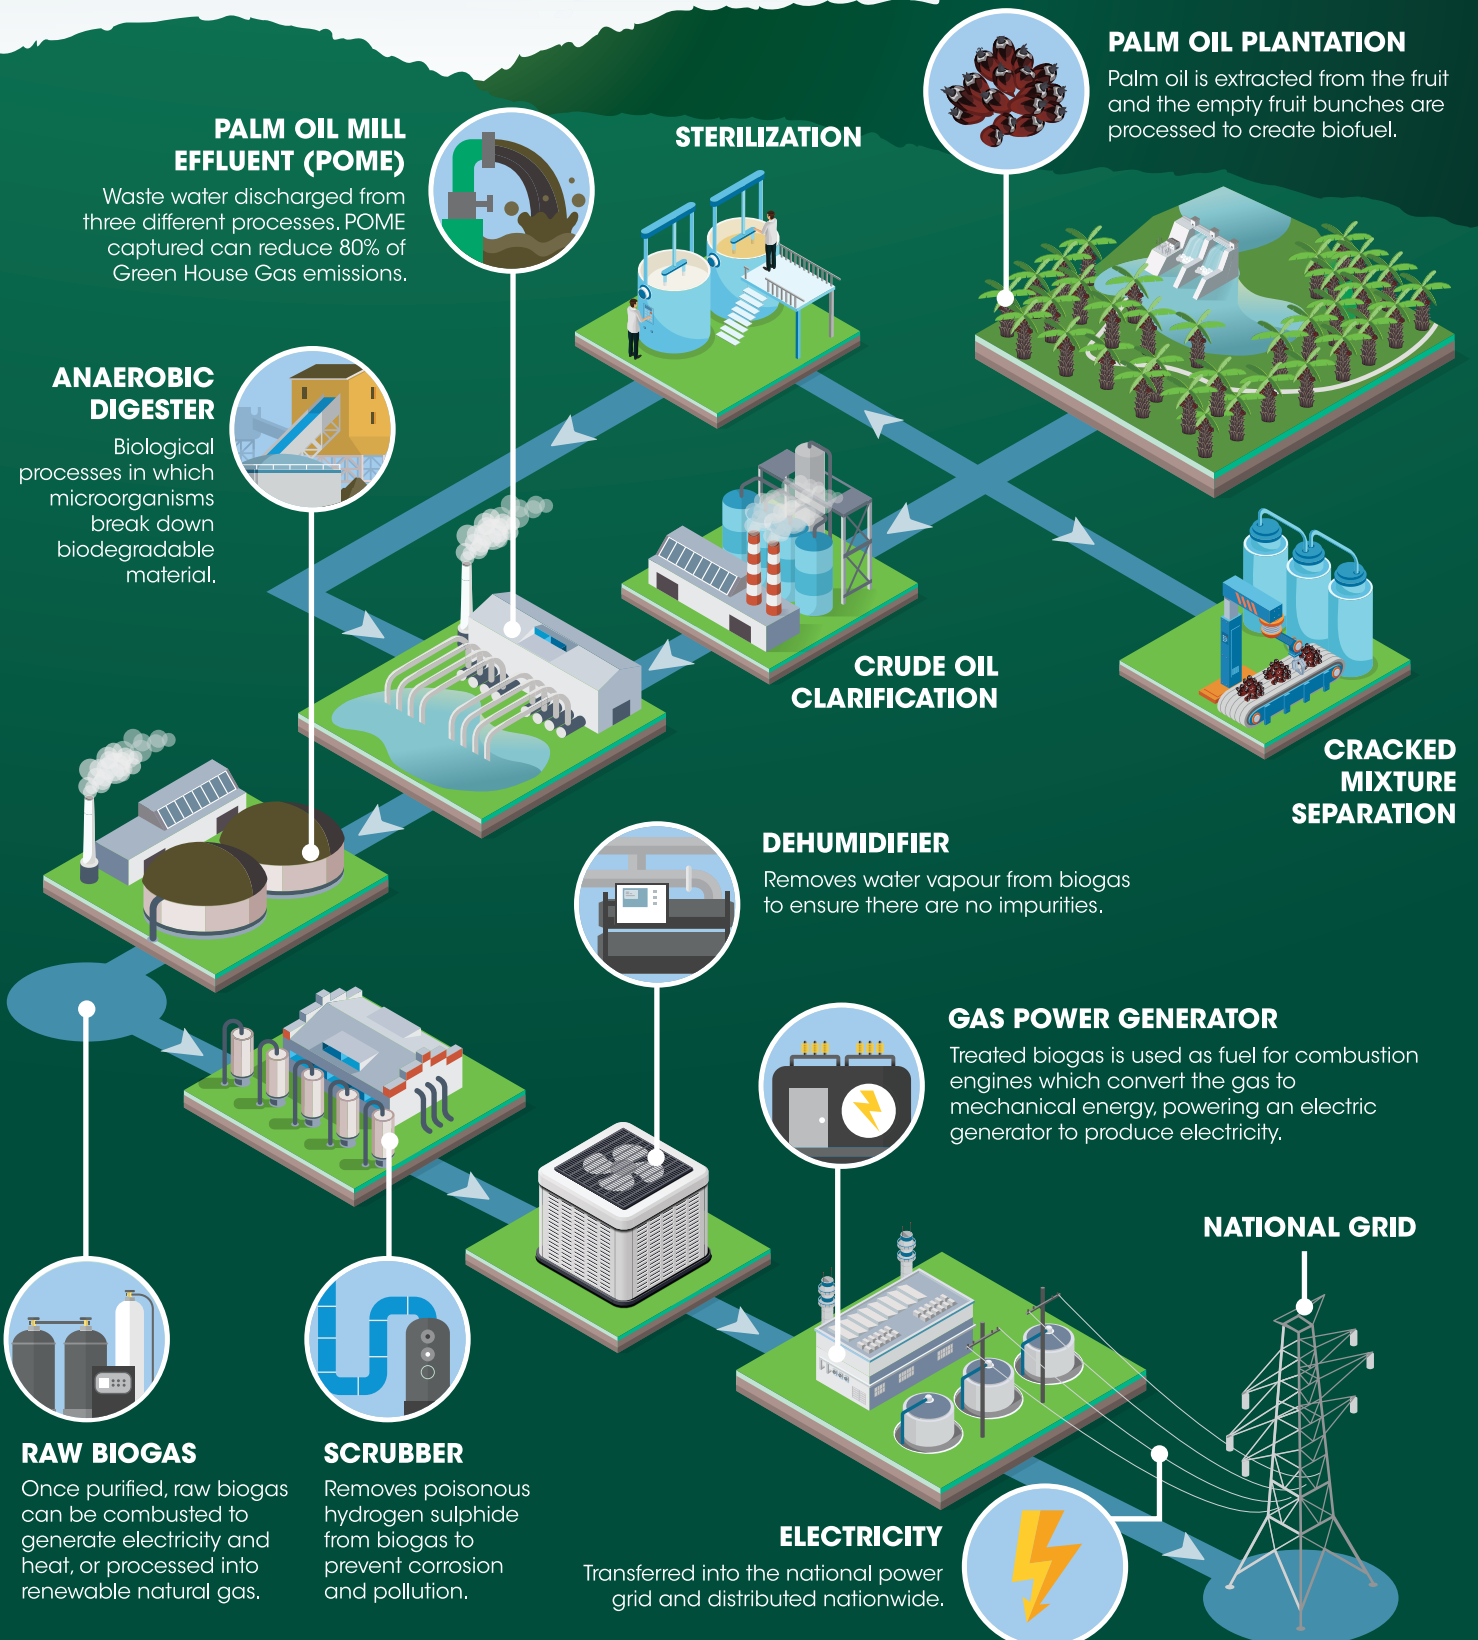 PALM OIL PLANTATION
Palm oil is extracted from the fruit
and the empty fruit bunches are
processed to create biofuel.
PALM OIL MILL
EFFLUENT (POME)
Waste water discharged from
three different processes. POME
captured can reduce 80% of
Green House Gas emissions.
STERILIZATION
ANAEROBIC
DIGESTER
Biological
processes in which
microorganisms
break down
biodegradable
material.
CRUDE OIL
CLARIFICATION
CRACKED
MIXTURE
SEPARATION
DEHUMIDIFIER
Removes water vapour from biogas
to ensure there are no impurities.
GAS POWER GENERATOR
Treated biogas is used as fuel for combustion
engines which convert the gas to
mechanical energy, powering an electric
generator to produce electricity.
NATIONAL GRID
RAW BIOGAS
Once purified, raw biogas
can be combusted to
generate electricity and
heat, or processed into
renewable natural gas.
SCRUBBER
Removes poisonous
hydrogen sulphide
from biogas to
prevent corrosion
and pollution.
ELECTRICITY
Transferred into the national power
grid and distributed nationwide.